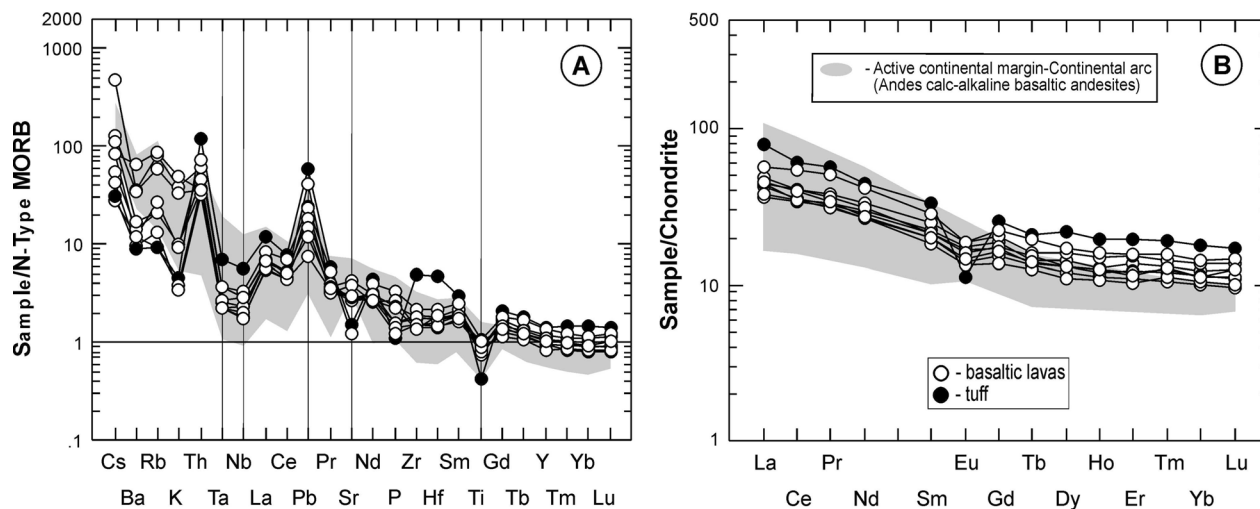 2000
1000
100
10
1
.1
Sample/N-Type MORB
A
Cs Rb Th Nb Ce Pr Nd Zr Sm Gd Y Yb
Ba K Ta La Pb Sr P Hf Ti Tb Tm Lu
500
100
10
1
Sample/Chondrite
B
- Active continental margin-Continental arc
(Andes calc-alkaline basaltic andesites)
- basaltic lavas
- tuff
La Pr Eu Tb Ho Tm Lu
Ce Nd Sm Gd Dy Er Yb